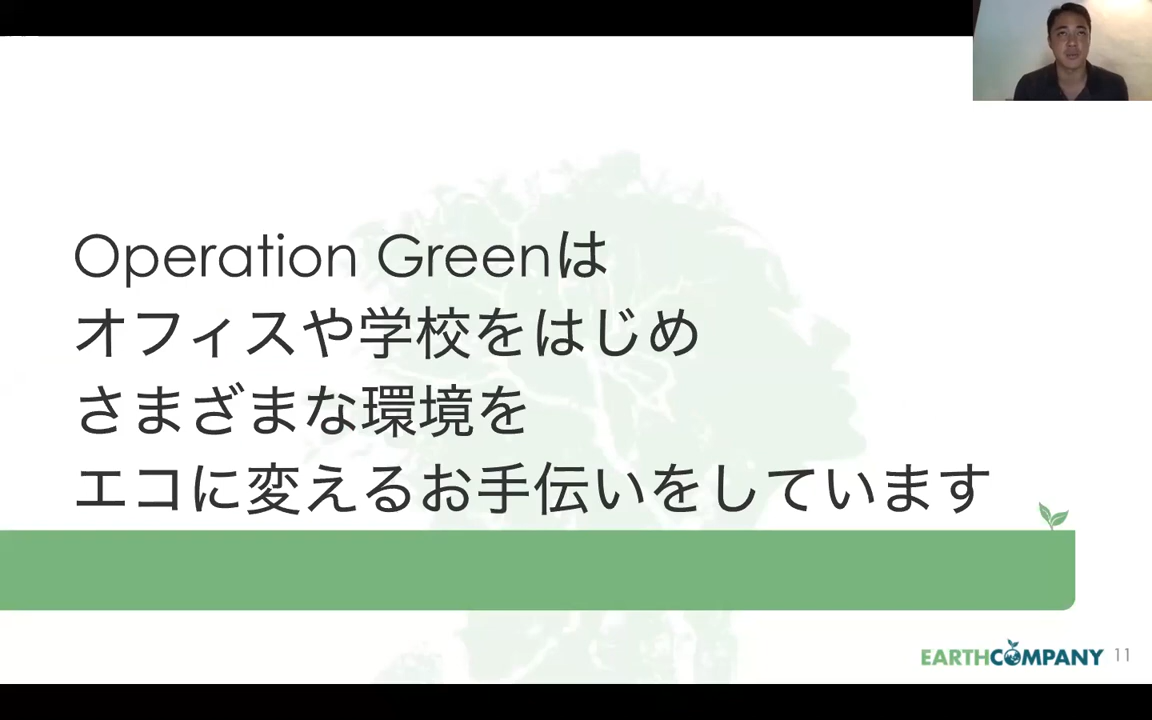 Operation Greenは
オフィスや学校をはじめ
さまざまな環境を
エコに変えるお手伝いをしています
EARTHCOMPANY 11